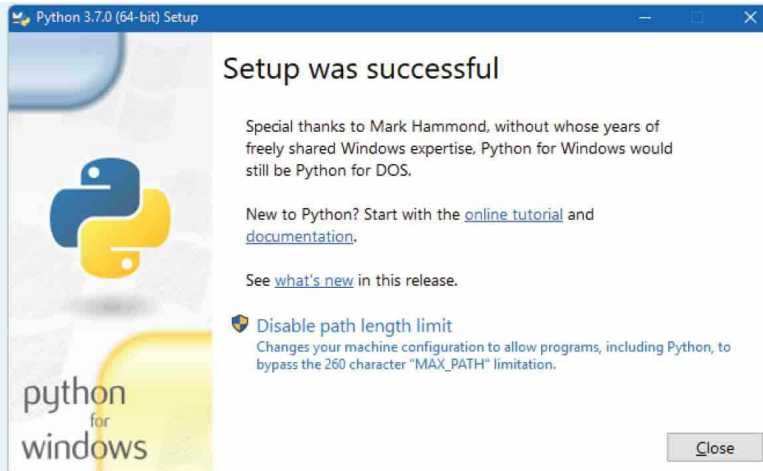 Python 3.7.0 (64-bit) Setup
Setup was successful
Special thanks to Mark Hammond, without whose years of
freely shared Windows expertise, Python for Windows would
still be Python for DOS.
New to Python? Start with the online tutorial and
documentation.
See what's new in this release.
Disable path length limit
Changes your machine configuration to allow programs, including Python, to
bypass the 260 character "MAX_PATH" limitation.
python
for
windows
Close